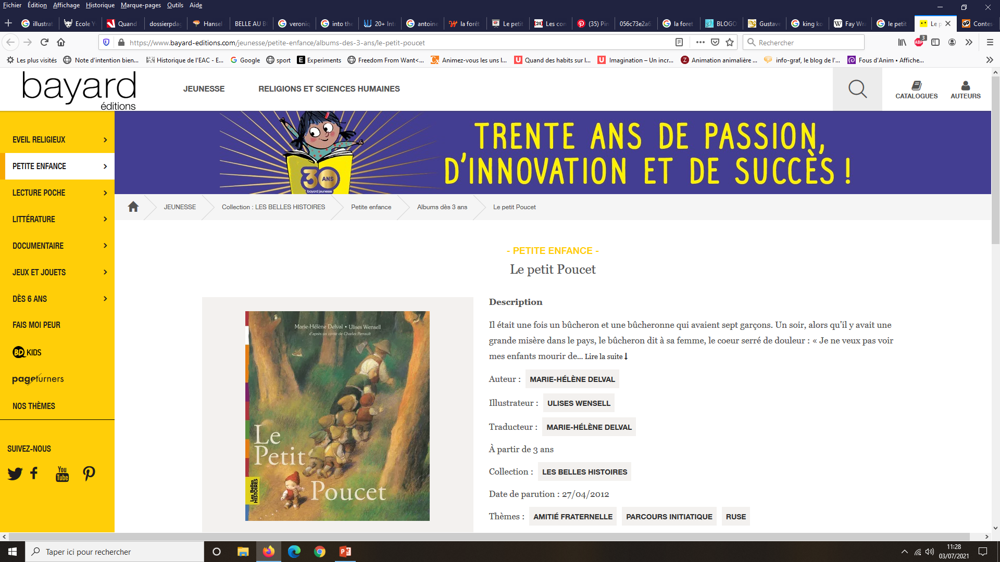 Fichier Édition Affichage Historique Marque-pages Outils Aide
illustrat Ecole Y Quand dossierpdag Hansel BELLE AU B veroniq into the 20+ Int antoine la forêt Le petit Les con (35) Pin 056c73e2a6 la foret BLOGO Gustave king ko Fay Wra le petit Le p Contes
https://www.bayard-editions.com/jeunesse/petite-enfance/albums-des-3-ans/le-petit-poucet Rechercher ABP 3
Les plus visités Note d'intention bien... Historique de l'EAC - E... Google sport Experiments Freedom From Want<... Animez-vous les uns l... Quand des habits sur l... Imagination – Un incr... Animation animalière ... info-graf, le blog de l'... Fous d'Anim • Affiche...
bayard
éditions
JEUNESSE RELIGIONS ET SCIENCES HUMAINES CATALOGUES AUTEURS
EVEIL RELIGIEUX
PETITE ENFANCE
LECTURE POCHE
LITTÉRATURE
DOCUMENTAIRE
JEUX ET JOUETS
DÈS 6 ANS
FAIS MOI PEUR
BD KIDS
pageturners
NOS THÈMES
SUIVEZ-NOUS
You
Tube
TRENTE ANS DE PASSION,
D'INNOVATION ET DE SUCCÈS !
30 ANS
bayard jeunesse
JEUNESSE Collection : LES BELLES HISTOIRES Petite enfance Albums dès 3 ans Le petit Poucet
- PETITE ENFANCE -
Le petit Poucet
Marie-Hélène Delval • Ulises Wensell
d'après un conte de Charles Perrault
Le
Petit
Poucet
Les Belles
HISTOIRES
Description
Il était une fois un bûcheron et une bûcheronne qui avaient sept garçons. Un soir, alors qu'il y avait une
grande misère dans le pays, le bûcheron dit à sa femme, le coeur serré de douleur : « Je ne veux pas voir
mes enfants mourir de... Lire la suite
Auteur : MARIE-HÉLÈNE DELVAL
Illustrateur : ULISES WENSELL
Traducteur : MARIE-HÉLÈNE DELVAL
À partir de 3 ans
Collection : LES BELLES HISTOIRES
Date de parution : 27/04/2012
Thèmes : AMITIÉ FRATERNELLE PARCOURS INITIATIQUE RUSE
Taper ici pour rechercher
11:28
03/07/2021